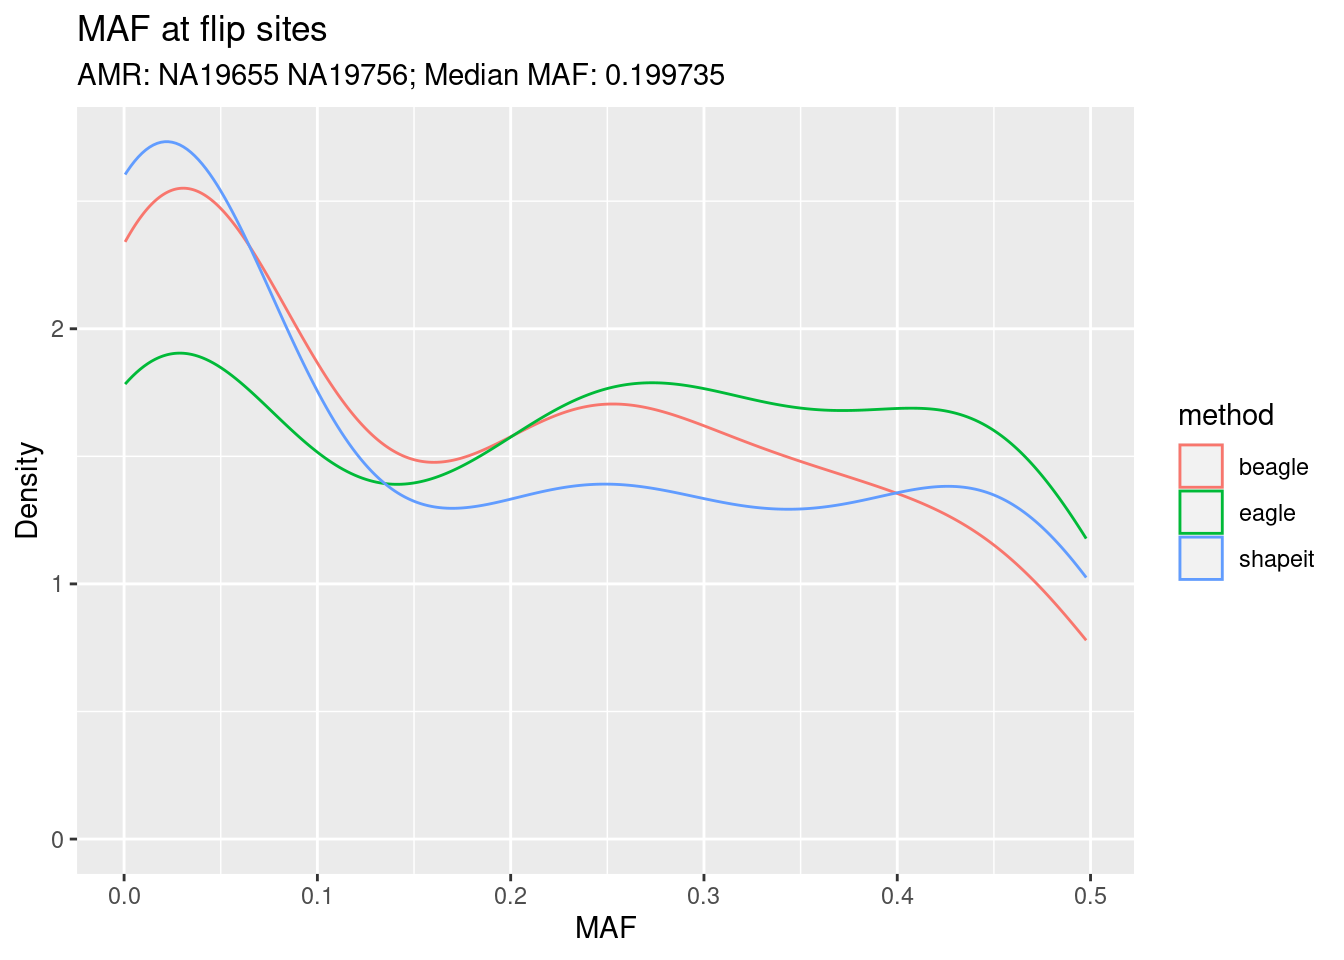 MAF at flip sites
AMR: NA19655 NA19756; Median MAF: 0.199735
Density
2
1
0
0.0 0.1 0.2 0.3 0.4 0.5
MAF
method
beagle
eagle
shapeit